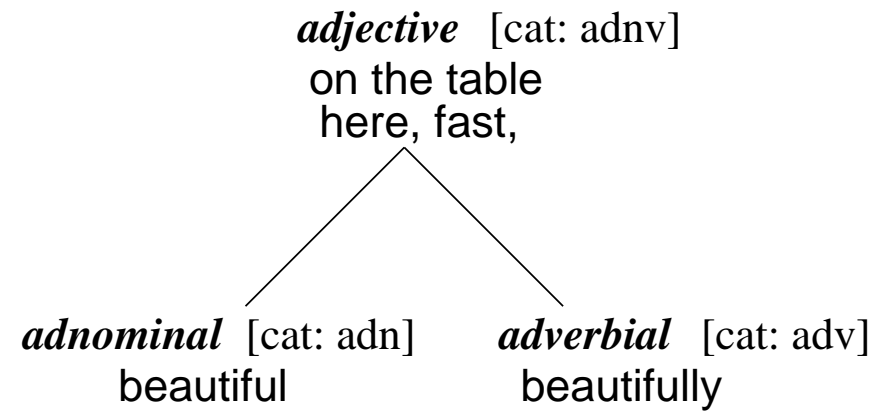 adjective [cat: adnv]
on the table
here, fast,
adnominal [cat: adn] adverbial [cat: adv]
beautiful beautifully